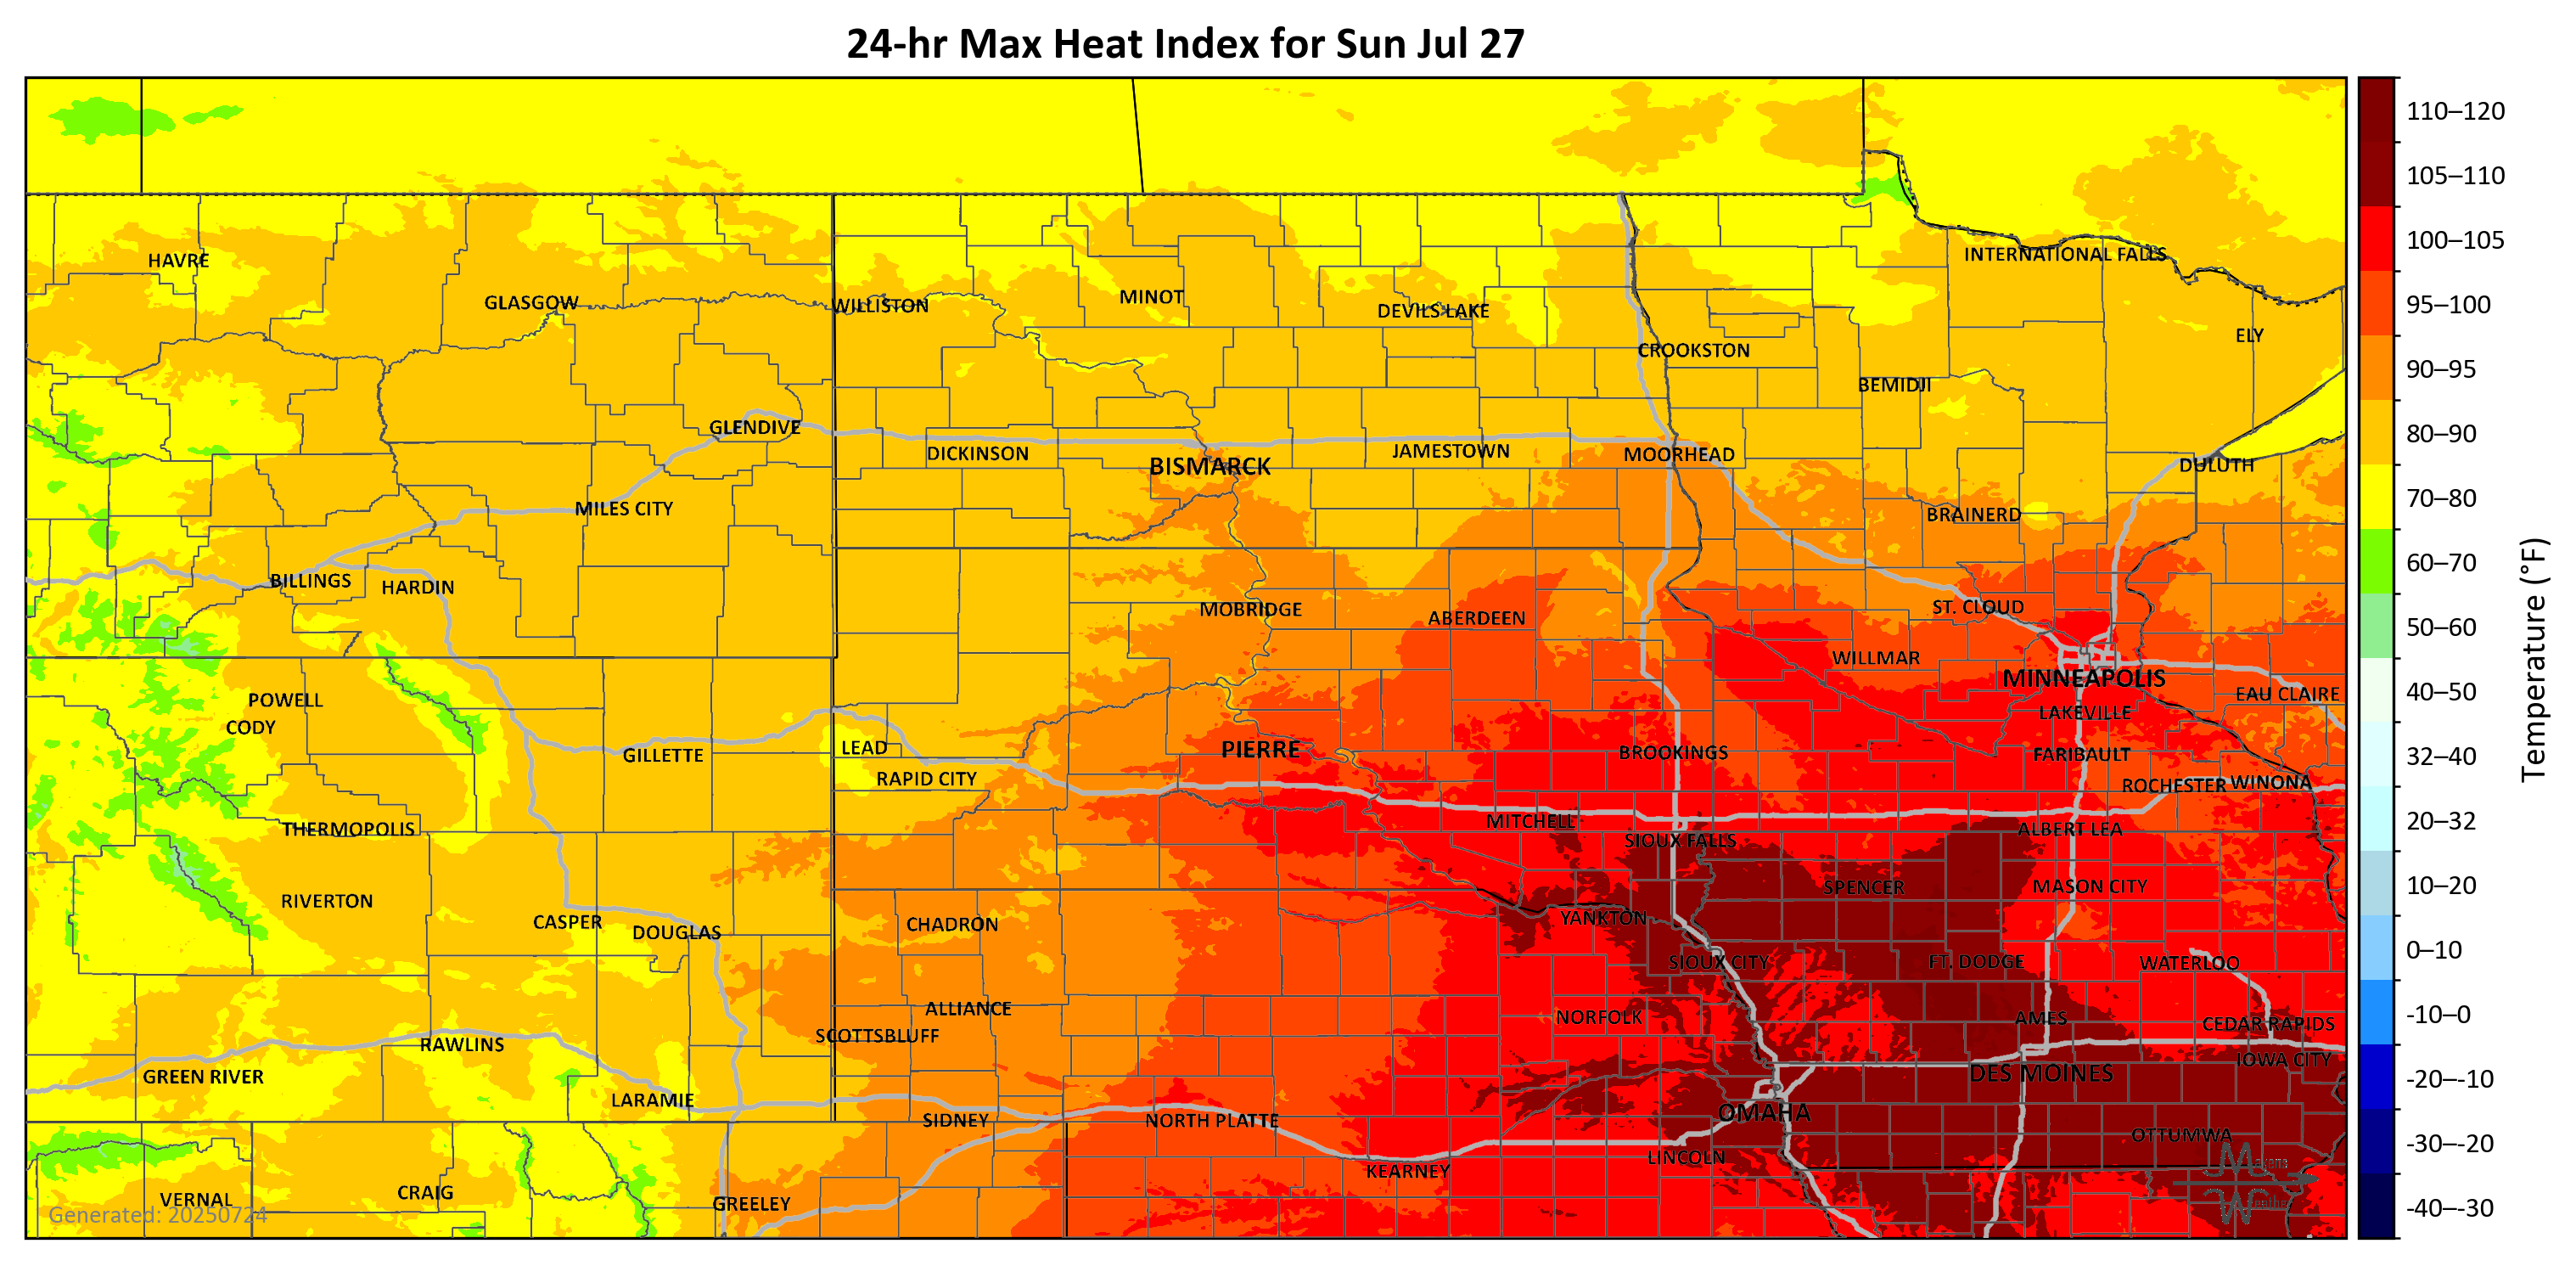 24-hr Max Heat Index for Sun Jul 27
110–120
105–110
100–105
95–100
90–95
80–90
70–80
60–70
50–60
40–50
32–40
20–32
10–20
0–10
-10–0
-20–-10
-30–-20
-40–-30
Temperature (°F)
INTERNATIONAL FALLS
HAVRE
GLASGOW
WILLISTON
MINOT
DEVILS LAKE
ELY
CROOKSTON
BEMIDJI
GLENDIVE
DICKINSON
BISMARCK
JAMESTOWN
MOORHEAD
DULUTH
MILES CITY
BRAINERD
BILLINGS
HARDIN
MOBRIDGE
ABERDEEN
ST. CLOUD
WILLMAR
MINNEAPOLIS
EAU CLAIRE
POWELL
CODY
LAKEVILLE
GILLETTE
LEAD
PIERRE
BROOKINGS
FARIBAULT
RAPID CITY
ROCHESTER
WINONA
THERMOPOLIS
MITCHELL
SIOUX FALLS
ALBERT LEA
RIVERTON
SPENCER
MASON CITY
CASPER
DOUGLAS
CHADRON
YANKTON
SIOUX CITY
FT. DODGE
WATERLOO
ALLIANCE
NORFOLK
AMES
CEDAR RAPIDS
SCOTTSBLUFF
RAWLINS
IOWA CITY
GREEN RIVER
DES MOINES
LARAMIE
SIDNEY
NORTH PLATTE
OMAHA
OTTUMWA
LINCOLN
KEARNEY
VERNAL
CRAIG
GREELEY
Generated: 20250724